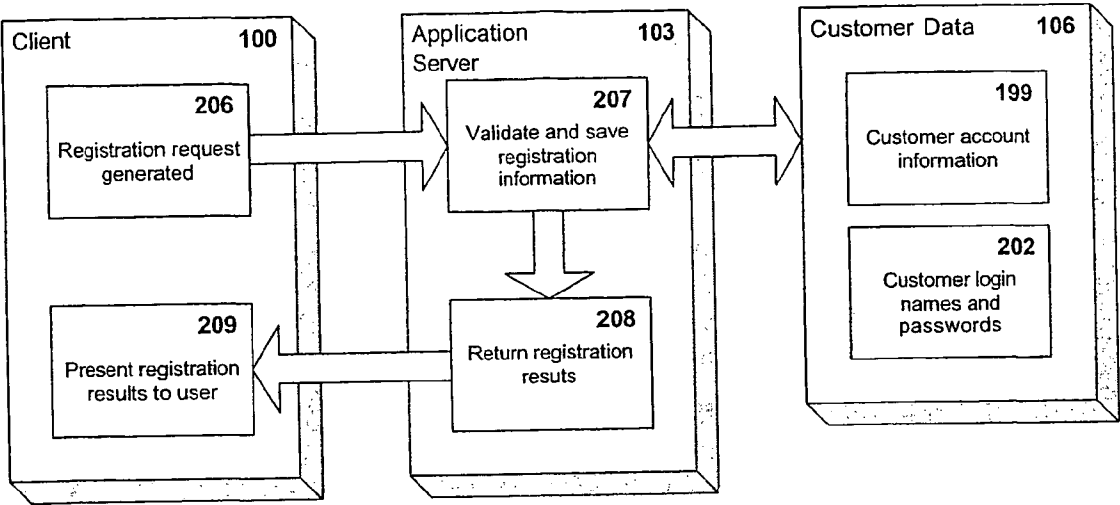 Client 100
206
Registration request
generated
209
Present registration
results to user
Application 103
Server
207
Validate and save
registration
information
208
Return registration
resuts
Customer Data 106
199
Customer account
information
202
Customer login
names and
passwords